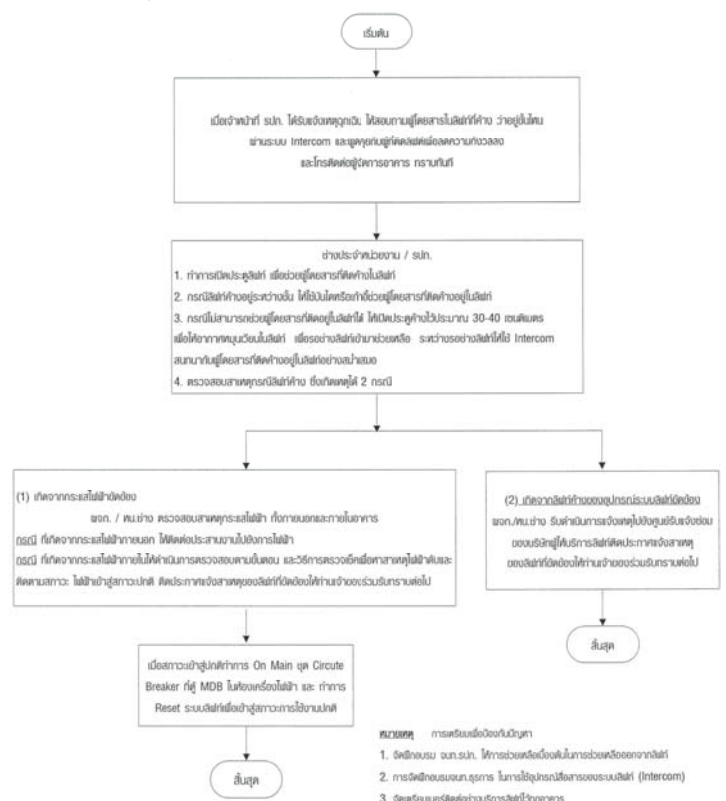 เริ่มต้น
เมื่อเจ้าหน้าที่ รปภ. ได้รับแจ้งเหตุฉุกเฉิน ให้สอบถามผู้โดยสารในลิฟท์ที่ค้าง ว่าอยู่ชั้นไหน
ผ่านระบบ Intercom และพูดคุยกับผู้ที่ติดลิฟต์เพื่อลดความกังวลลง
และโทรติดต่อผู้จัดการอาคาร ทราบทันที
ช่างประจำหน่วยงาน / รปภ.
1. ทำการเปิดประตูลิฟท์ เพื่อช่วยผู้โดยสารที่ติดค้างในลิฟท์
2. กรณีลิฟท์ค้างอยู่ระหว่างชั้น ให้ใช้บันไดหรือเก้าอี้ช่วยผู้โดยสารที่ติดค้างอยู่ในลิฟท์
3. กรณีไม่สามารถช่วยผู้โดยสารที่ติดอยู่ในลิฟท์ได้ ให้เปิดประตูค้างไว้ประมาณ 30-40 เซนติเมตร
เพื่อให้อากาศหมุนเวียนในลิฟท์ เพื่อรอช่างลิฟท์เข้ามาช่วยเหลือ ระหว่างรอช่างลิฟท์ให้ใช้ Intercom
สนทนากับผู้โดยสารที่ติดค้างอยู่ในลิฟท์อย่างสม่ำเสมอ
4. ตรวจสอบสาเหตุกรณีลิฟท์ค้าง ซึ่งเกิดเหตุได้ 2 กรณี
(1) เกิดจากกระแสไฟฟ้าขัดข้อง
ผจก. / หน.ช่าง ตรวจสอบสาเหตุกระแสไฟฟ้า ทั้งภายนอกและภายในอาคาร
กรณี ที่เกิดจากกระแสไฟฟ้าภายนอก ให้ติดต่อประสานงานไปยังการไฟฟ้า
กรณี ที่เกิดจากกระแสไฟฟ้าภายในให้ดำเนินการตรวจสอบตามขั้นตอน และวิธีการตรวจเช็คเพื่อหาสาเหตุไฟฟ้าดับและ
ติดตามสภาวะ ไฟฟ้าเข้าสู่สภาวะปกติ ติดประกาศแจ้งสาเหตุของลิฟท์ที่ขัดข้องให้ท่านเจ้าของร่วมรับทราบต่อไป
(2) เกิดจากลิฟท์ค้างของอุปกรณ์ระบบลิฟท์ขัดข้อง
ผจก./หน.ช่าง รีบดำเนินการแจ้งเหตุไปยังศูนย์รับแจ้งซ่อม
ของบริษัทผู้ให้บริการลิฟท์ติดประกาศแจ้งสาเหตุ
ของลิฟท์ที่ขัดข้องให้ท่านเจ้าของร่วมรับทราบต่อไป
สิ้นสุด
เมื่อสภาวะเข้าสู่ปกติทำการ On Main ชุด Circute
Breaker ที่ตู้ MDB ในห้องเครื่องไฟฟ้า และ ทำการ
Reset ระบบลิฟท์เพื่อเข้าสู่สภาวะการใช้งานปกติ
สิ้นสุด
หมายเหตุ การเตรียมเพื่อป้องกันปัญหา
1. จัดฝึกอบรม จนท.รปภ. ให้การช่วยเหลือเบื้องต้นในการช่วยเหลือออกจากลิฟท์
2. การจัดฝึกอบรมจนท.ธุรการ ในการใช้อุปกรณ์สื่อสารของระบบลิฟท์ (Intercom)
3. จัดเตรียมเบอร์ติดต่อช่างบริการลิฟท์ไว้ทุกอาคาร